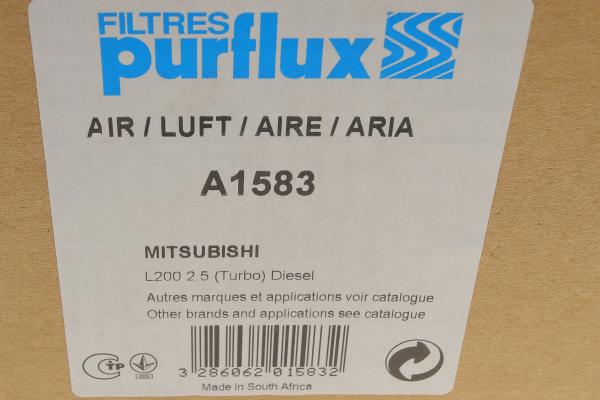 FILTRES
purflux
AIR / LUFT / AIRE / ARIA
A1583
MITSUBISHI
L200 2.5 (Turbo) Diesel
Autres marques et applications voir catalogue
Other brands and applications see catalogue
3 286062 015832
Made in South Africa